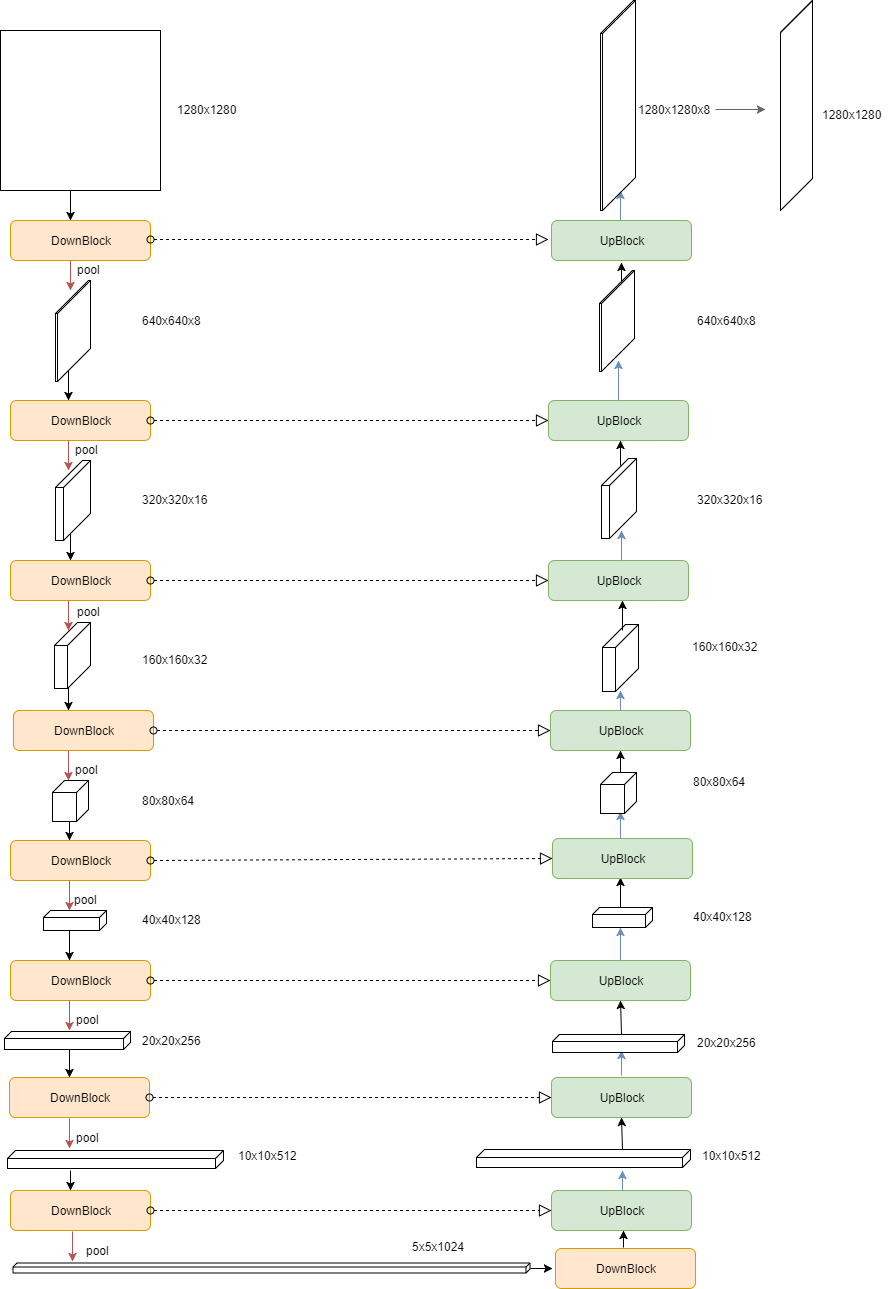 1280x1280
1280x1280x8
1280x1280
DownBlock
UpBlock
pool
640x640x8
640x640x8
DownBlock
UpBlock
pool
320x320x16
320x320x16
DownBlock
UpBlock
pool
160x160x32
160x160x32
DownBlock
UpBlock
pool
80x80x64
80x80x64
DownBlock
UpBlock
pool
40x40x128
40x40x128
DownBlock
UpBlock
pool
20x20x256
20x20x256
DownBlock
UpBlock
pool
10x10x512
10x10x512
DownBlock
UpBlock
pool
5x5x1024
DownBlock